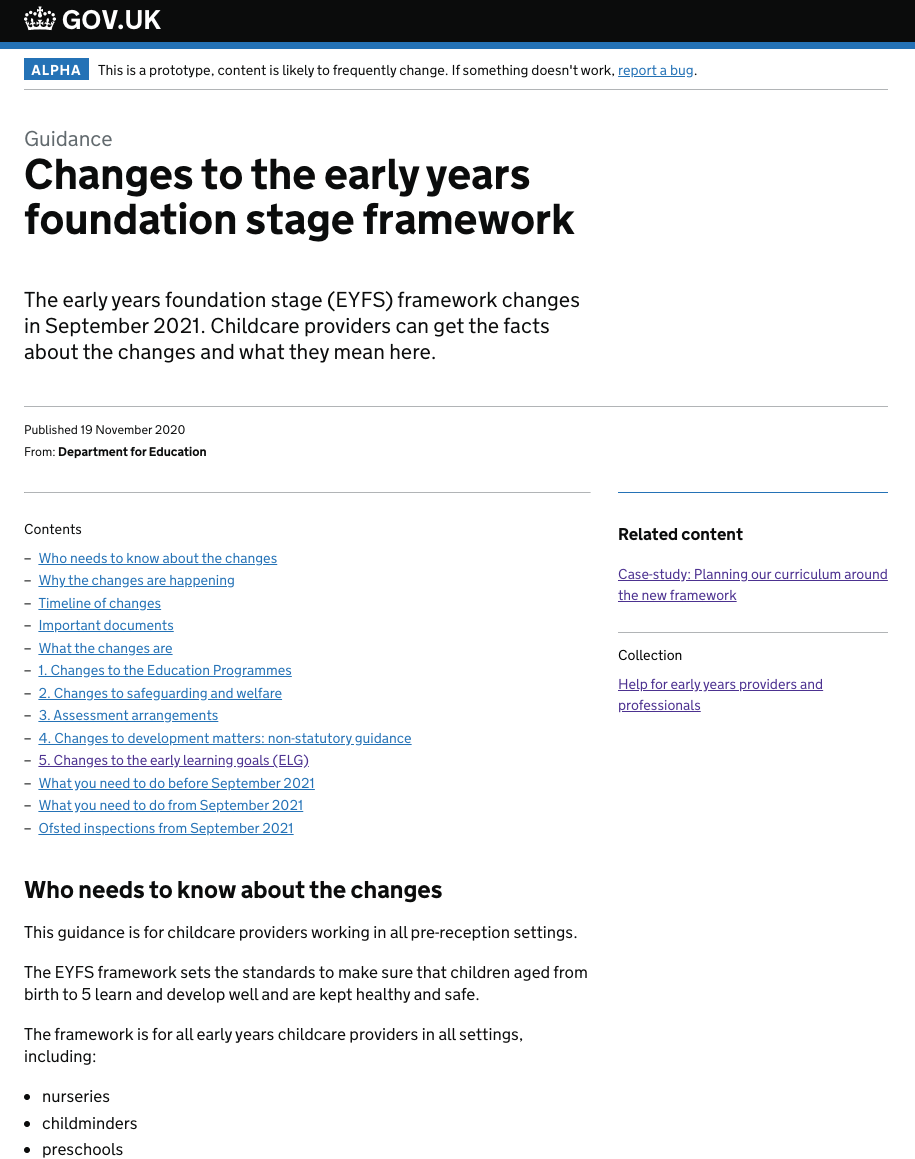 GOV.UK
ALPHA This is a prototype, content is likely to frequently change. If something doesn't work, report a bug.
Guidance
Changes to the early years
foundation stage framework
The early years foundation stage (EYFS) framework changes
in September 2021. Childcare providers can get the facts
about the changes and what they mean here.
Published 19 November 2020
From: Department for Education
Contents
– Who needs to know about the changes
– Why the changes are happening
– Timeline of changes
– Important documents
– What the changes are
– 1. Changes to the Education Programmes
– 2. Changes to safeguarding and welfare
– 3. Assessment arrangements
– 4. Changes to development matters: non-statutory guidance
– 5. Changes to the early learning goals (ELG)
– What you need to do before September 2021
– What you need to do from September 2021
– Ofsted inspections from September 2021
Related content
Case-study: Planning our curriculum around
the new framework
Collection
Help for early years providers and
professionals
Who needs to know about the changes
This guidance is for childcare providers working in all pre-reception settings.
The EYFS framework sets the standards to make sure that children aged from
birth to 5 learn and develop well and are kept healthy and safe.
The framework is for all early years childcare providers in all settings,
including:
• nurseries
• childminders
• preschools